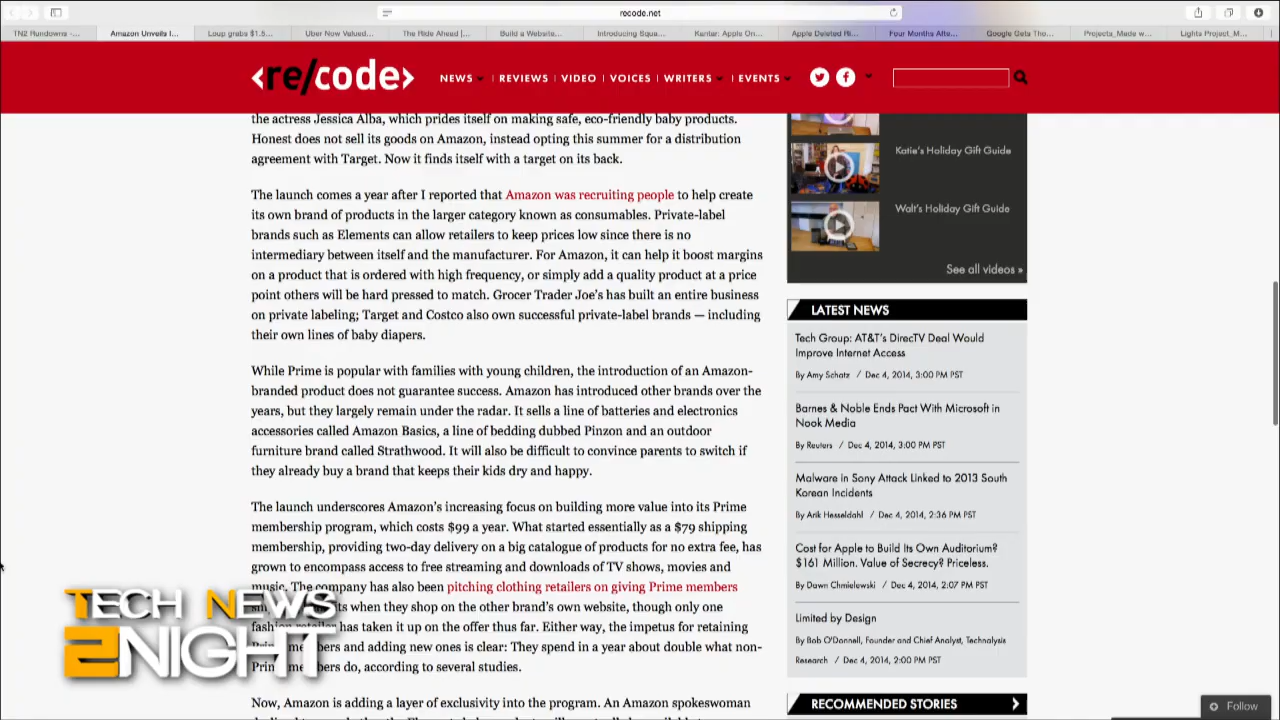 recode.net
TN2 Rundowns -...
Amazon Unveils I...
Loup grabs $1.5...
Uber Now Valued...
The Ride Ahead |...
Build a Website...
Introducing Squa...
Kantar: Apple On...
Apple Deleted Ri...
Four Months Afte...
Google Gets Tho...
Projects_Made w...
Lights Project_M...
<re/code>
NEWS REVIEWS VIDEO VOICES WRITERS EVENTS
the actress Jessica Alba, which prides itself on making safe, eco-friendly baby products.
Honest does not sell its goods on Amazon, instead opting this summer for a distribution
agreement with Target. Now it finds itself with a target on its back.
The launch comes a year after I reported that Amazon was recruiting people to help create
its own brand of products in the larger category known as consumables. Private-label
brands such as Elements can allow retailers to keep prices low since there is no
intermediary between itself and the manufacturer. For Amazon, it can help it boost margins
on a product that is ordered with high frequency, or simply add a quality product at a price
point others will be hard pressed to match. Grocer Trader Joe's has built an entire business
on private labeling; Target and Costco also own successful private-label brands — including
their own lines of baby diapers.
While Prime is popular with families with young children, the introduction of an Amazon-
branded product does not guarantee success. Amazon has introduced other brands over the
years, but they largely remain under the radar. It sells a line of batteries and electronics
accessories called Amazon Basics, a line of bedding dubbed Pinzon and an outdoor
furniture brand called Strathwood. It will also be difficult to convince parents to switch if
they already buy a brand that keeps their kids dry and happy.
The launch underscores Amazon's increasing focus on building more value into its Prime
membership program, which costs $99 a year. What started essentially as a $79 shipping
membership, providing two-day delivery on a big catalogue of products for no extra fee, has
grown to encompass access to free streaming and downloads of TV shows, movies and
music. The company has also been pitching clothing retailers on giving Prime members
when they shop on the other brand's own website, though only one
has taken it up on the offer thus far. Either way, the impetus for retaining
and adding new ones is clear: They spend in a year about double what non-
do, according to several studies.
Now, Amazon is adding a layer of exclusivity into the program. An Amazon spokeswoman
Katie's Holiday Gift Guide
Walt's Holiday Gift Guide
See all videos »
LATEST NEWS
Tech Group: AT&T's DirecTV Deal Would
Improve Internet Access
By Amy Schatz / Dec 4, 2014, 3:00 PM PST
Barnes & Noble Ends Pact With Microsoft in
Nook Media
By Reuters / Dec 4, 2014, 3:00 PM PST
Malware in Sony Attack Linked to 2013 South
Korean Incidents
By Arik Hesseldahl / Dec 4, 2014, 2:36 PM PST
Cost for Apple to Build Its Own Auditorium?
$161 Million. Value of Secrecy? Priceless.
By Dawn Chmielewski / Dec 4, 2014, 2:07 PM PST
Limited by Design
By Bob O'Donnell, Founder and Chief Analyst, Technalysis
Research / Dec 4, 2014, 2:00 PM PST
RECOMMENDED STORIES
Follow
TECH NEWS
2NIGHT